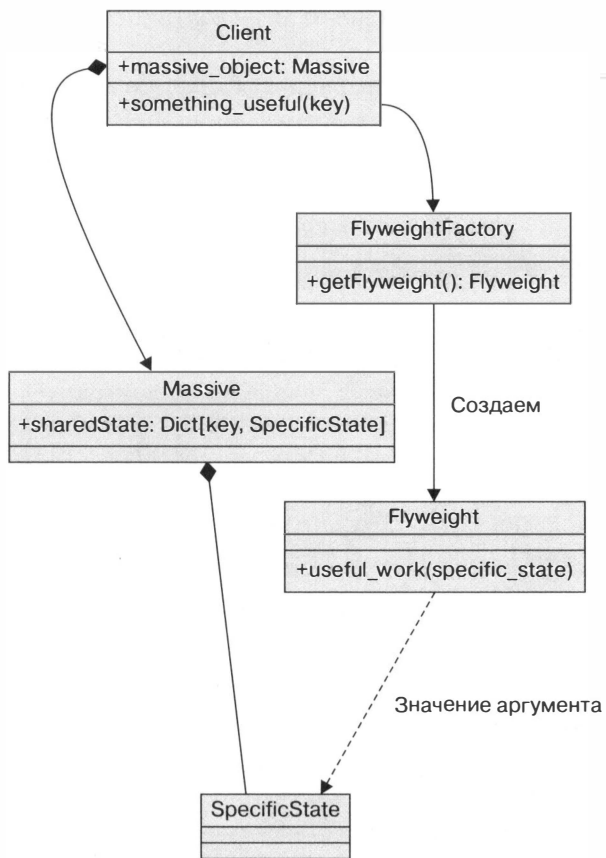 Client
+massive_object: Massive
+something_useful(key)
FlyweightFactory
+getFlyweight(): Flyweight
Massive
+sharedState: Dict[key, SpecificState]
Создаем
Flyweight
+useful_work(specific_state)
Значение аргумента
SpecificState